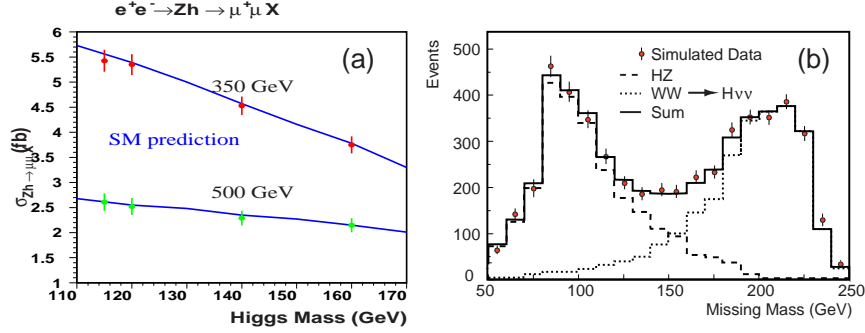 e⁺e⁻→Zh → μ⁺μ X
(a)
350 GeV
SM prediction
500 GeV
σ Zh→μμX (fb)
6
5.5
5
4.5
4
3.5
3
2.5
2
1.5
1
110 120 130 140 150 160 170
Higgs Mass (GeV)
(b)
Simulated Data
HZ
WW → Hνν
Sum
Events
500
400
300
200
100
0
50 100 150 200 250
Missing Mass (GeV)